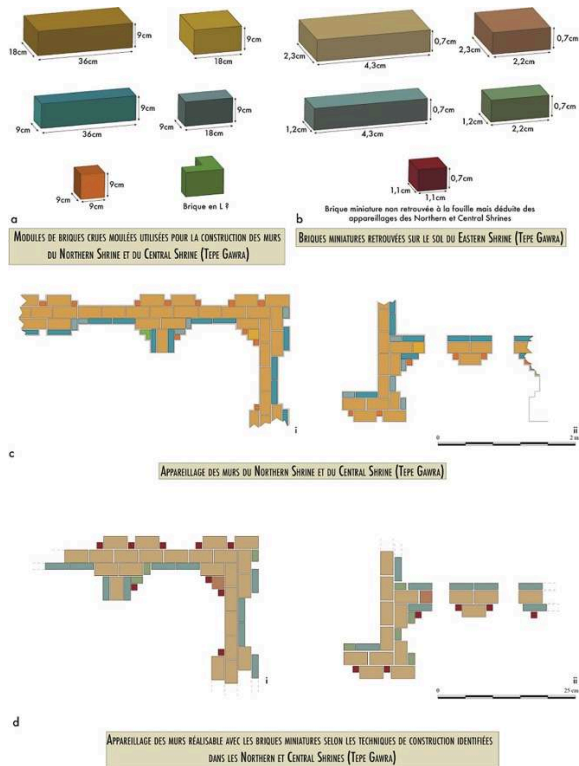 18cm
36cm
9cm
18cm
9cm
9cm
36cm
9cm
9cm
18cm
9cm
9cm
9cm
9cm
Brique en L ?
a
MODULES DE BRIQUES CRUES MOULÉES UTILISÉES POUR LA CONSTRUCTION DES MURS
DU NORTHERN SHRINE ET DU CENTRAL SHRINE (TEPE GAWRA)
2,3cm
4,3cm
0,7cm
2,3cm
2,2cm
0,7cm
1,2cm
4,3cm
0,7cm
1,2cm
2,2cm
0,7cm
1,1cm
1,1cm
0,7cm
Brique miniature non retrouvée à la fouille mais déduite des
appareillages des Northern et Central Shrines
b
BRIQUES MINIATURES RETROUVÉES SUR LE SOL DU EASTERN SHRINE (TEPE GAWRA)
i
ii
0
2 m
c
APPAREILLAGE DES MURS DU NORTHERN SHRINE ET DU CENTRAL SHRINE (TEPE GAWRA)
i
ii
0
25 cm
d
APPAREILLAGE DES MURS RÉALISABLE AVEC LES BRIQUES MINIATURES SELON LES TECHNIQUES DE CONSTRUCTION IDENTIFIÉES
DANS LES NORTHERN ET CENTRAL SHRINES (TEPE GAWRA)